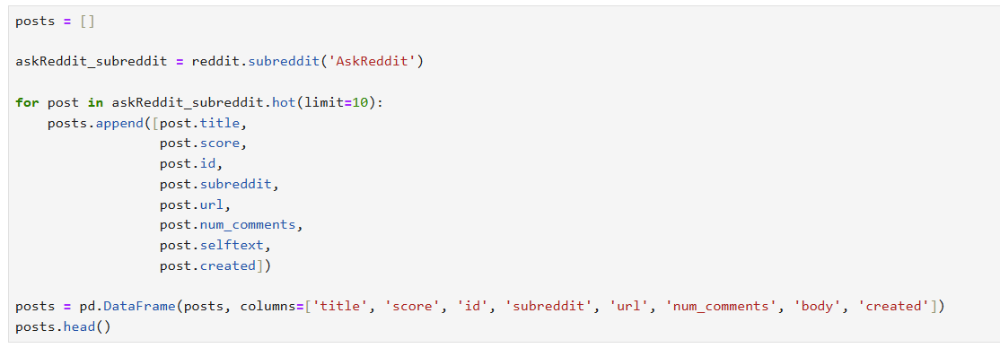 posts = []
askReddit_subreddit = reddit.subreddit('AskReddit')
for post in askReddit_subreddit.hot(limit=10):
    posts.append([post.title,
                  post.score,
                  post.id,
                  post.subreddit,
                  post.url,
                  post.num_comments,
                  post.selftext,
                  post.created])
posts = pd.DataFrame(posts, columns=['title', 'score', 'id', 'subreddit', 'url', 'num_comments', 'body', 'created'])
posts.head()